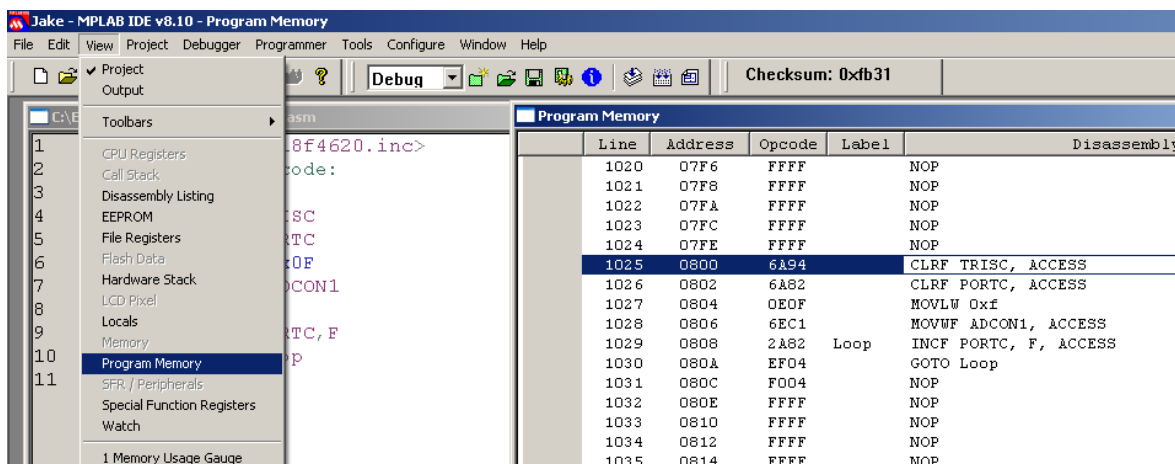 Jake - MPLAB IDE v8.10 - Program Memory
File Edit View Project Debugger Programmer Tools Configure Window Help
Debug Checksum: 0xfb31
Project
Output
Toolbars
CPU Registers
Call Stack
Disassembly Listing
EEPROM
File Registers
Flash Data
Hardware Stack
LCD Pixel
Locals
Memory
Program Memory
SFR / Peripherals
Special Function Registers
Watch
1 Memory Usage Gauge
C:\E asm
1 18f4620.inc>
2 code:
3
4 ISC
5 RTC
6 x0F
7 DCON1
8
9 RTC,F
10 op
11
Program Memory
Line Address Opcode Label Disassembly
1020 07F6 FFFF NOP
1021 07F8 FFFF NOP
1022 07FA FFFF NOP
1023 07FC FFFF NOP
1024 07FE FFFF NOP
1025 0800 6A94 CLRF TRISC, ACCESS
1026 0802 6A82 CLRF PORTC, ACCESS
1027 0804 0E0F MOVLW 0xf
1028 0806 6EC1 MOVWF ADCON1, ACCESS
1029 0808 2A82 Loop INCF PORTC, F, ACCESS
1030 080A EF04 GOTO Loop
1031 080C F004 NOP
1032 080E FFFF NOP
1033 0810 FFFF NOP
1034 0812 FFFF NOP
1035 0814 FFFF NOP